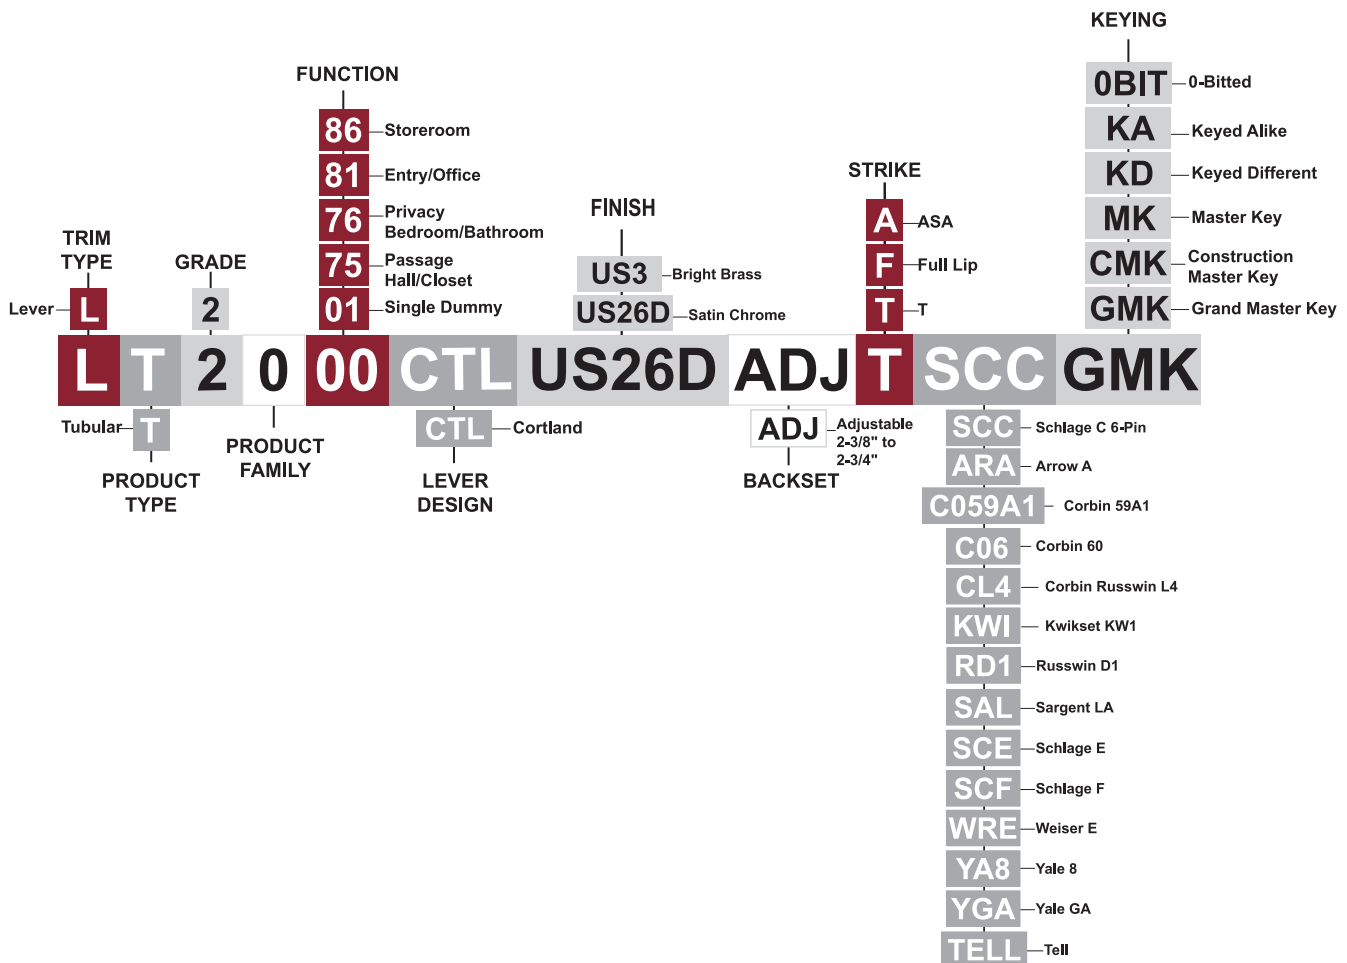 KEYING
0BIT 0-Bitted
KA Keyed Alike
KD Keyed Different
MK Master Key
CMK Construction
Master Key
GMK Grand Master Key
FUNCTION
86 Storeroom
81 Entry/Office
76 Privacy
Bedroom/Bathroom
75 Passage
Hall/Closet
01 Single Dummy
STRIKE
A ASA
F Full Lip
T T
FINISH
US3 Bright Brass
US26D Satin Chrome
TRIM
TYPE
Lever L
GRADE
2
L T 2 0 00 CTL US26D ADJ T SCC GMK
Tubular T
PRODUCT
TYPE
PRODUCT
FAMILY
CTL Cortland
LEVER
DESIGN
ADJ Adjustable
2-3/8" to
2-3/4"
BACKSET
SCC Schlage C 6-Pin
ARA Arrow A
C059A1 Corbin 59A1
C06 Corbin 60
CL4 Corbin Russwin L4
KWI Kwikset KW1
RD1 Russwin D1
SAL Sargent LA
SCE Schlage E
SCF Schlage F
WRE Weiser E
YA8 Yale 8
YGA Yale GA
TELL Tell